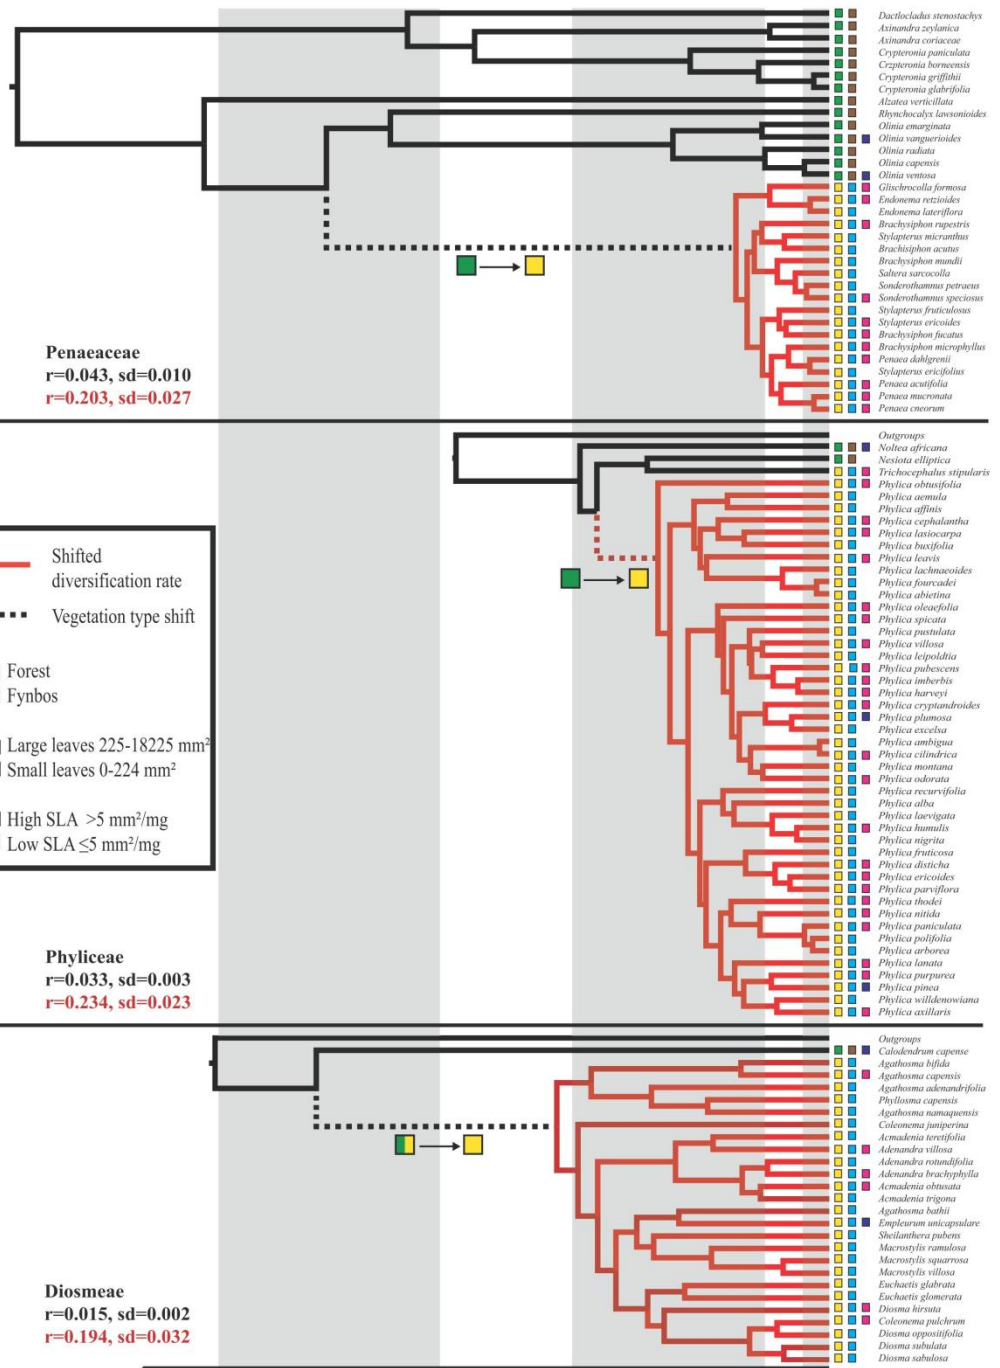 Dactlocladus stenostachys
Axinandra zeylanica
Axinandra coriaceae
Crypteronia paniculata
Crzpteronia borneensis
Crypteronia griffithii
Crypteronia glabrifolia
Alzatea verticillata
Rhynchocalyx lawsonioides
Olinia emarginata
Olinia vanguerioides
Olinia radiata
Olinia capensis
Olinia ventosa
Glischrocolla formosa
Endonema retzioides
Endonema lateriflora
Brachysiphon rupestris
Stylapterus micranthus
Brachisiphon acutus
Brachysiphon mundii
Saltera sarcocolla
Sonderothamnus petraeus
Sonderothamnus speciosus
Stylapterus fruticulosus
Stylapterus ericoides
Brachysiphon fucatus
Brachysiphon microphyllus
Penaea dahlgrenii
Stylapterus ericifolius
Penaea acutifolia
Penaea mucronata
Penaea cneorum
Penaeaceae
r=0.043, sd=0.010
r=0.203, sd=0.027
Outgroups
Noltea africana
Nesiota elliptica
Trichocephalus stipularis
Phylica obtusifolia
Phylica aemula
Phylica affinis
Phylica cephalantha
Phylica lasiocarpa
Phylica buxifolia
Phylica leavis
Phylica lachnaeoides
Phylica fourcadei
Phylica abietina
Phylica oleaefolia
Phylica spicata
Phylica pustulata
Phylica villosa
Phylica leipoldtia
Phylica pubescens
Phylica imberbis
Phylica harveyi
Phylica cryptandroides
Phylica plumosa
Phylica excelsa
Phylica ambigua
Phylica cilindrica
Phylica montana
Phylica odorata
Phylica recurvifolia
Phylica alba
Phylica laevigata
Phylica humulis
Phylica nigrita
Phylica fruticosa
Phylica disticha
Phylica ericoides
Phylica parviflora
Phylica thodei
Phylica nitida
Phylica paniculata
Phylica polifolia
Phylica arborea
Phylica lanata
Phylica purpurea
Phylica pinea
Phylica willdenowiana
Phylica axillaris
Shifted
diversification rate
Vegetation type shift
Forest
Fynbos
Large leaves 225-18225 mm²
Small leaves 0-224 mm²
High SLA >5 mm²/mg
Low SLA ≤5 mm²/mg
Phyliceae
r=0.033, sd=0.003
r=0.234, sd=0.023
Outgroups
Calodendrum capense
Agathosma bifida
Agathosma capensis
Agathosma adenandrifolia
Phyllosma capensis
Agathosma namaquensis
Coleonema juniperina
Acmadenia teretifolia
Adenandra villosa
Adenandra rotundifolia
Adenandra brachyphylla
Acmadenia obtusata
Acmadenia trigona
Agathosma bathii
Empleurum unicapsulare
Sheilanthera pubens
Macrostylis ramulosa
Macrostylis squarrosa
Macrostylis villosa
Euchaetis glabrata
Euchaetis glomerata
Diosma hirsuta
Coleonema pulchrum
Diosma oppositifolia
Diosma subulata
Diosma sabulosa
Diosmeae
r=0.015, sd=0.002
r=0.194, sd=0.032